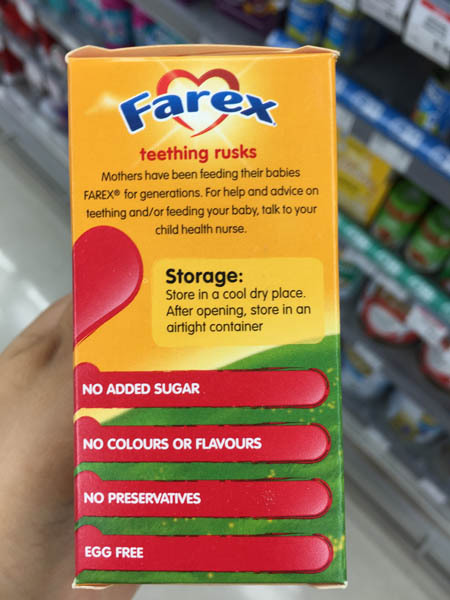 Farex
teething rusks
Mothers have been feeding their babies
FAREX® for generations. For help and advice on
teething and/or feeding your baby, talk to your
child health nurse.
Storage:
Store in a cool dry place.
After opening, store in an
airtight container
NO ADDED SUGAR
NO COLOURS OR FLAVOURS
NO PRESERVATIVES
EGG FREE